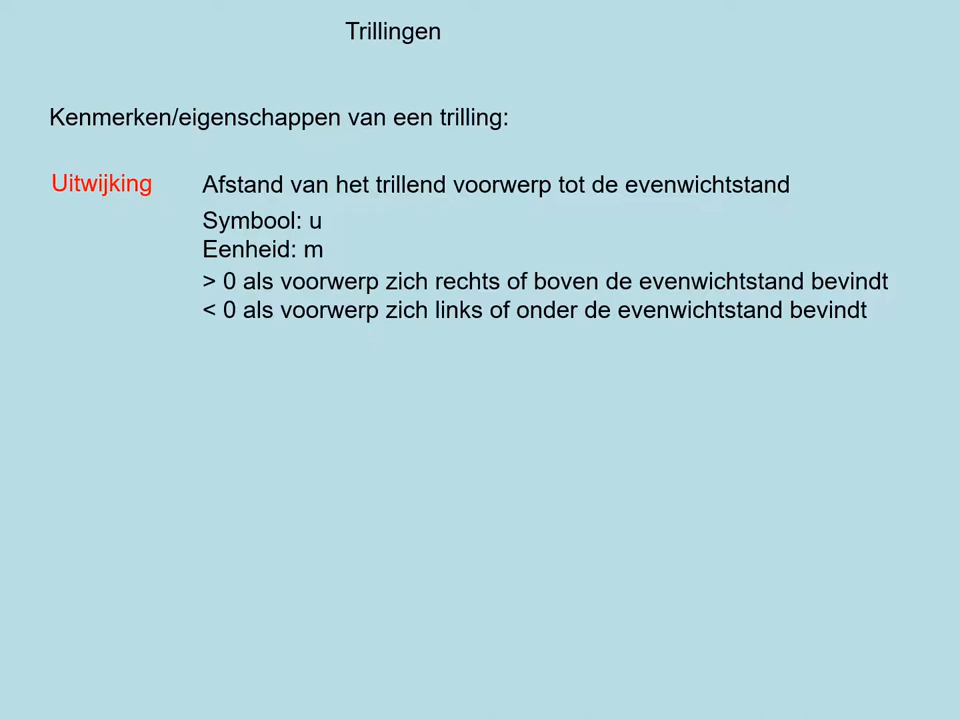 Trillingen
Kenmerken/eigenschappen van een trilling:
Uitwijking Afstand van het trillend voorwerp tot de evenwichtstand
Symbool: u
Eenheid: m
> 0 als voorwerp zich rechts of boven de evenwichtstand bevindt
< 0 als voorwerp zich links of onder de evenwichtstand bevindt